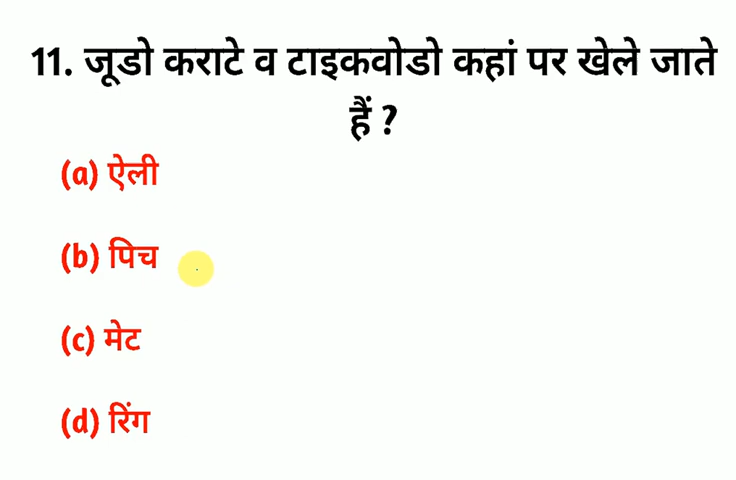 11. जूडो कराटे व टाइकवोडो कहां पर खेले जाते
हैं ?
(a) ऐली
(b) पिच
(c) मेट
(d) रिंग